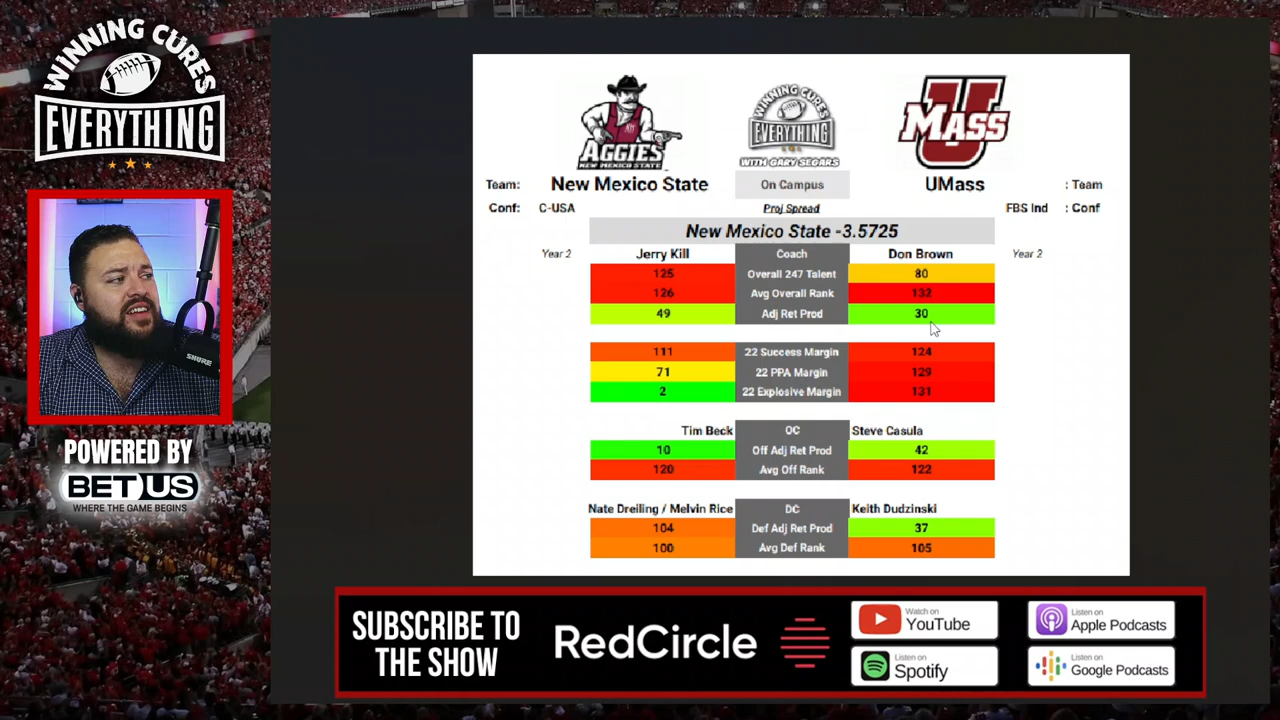 WINNING CURES
EVERYTHING
SHURE
POWERED BY
BETUS
WHERE THE GAME BEGINS
AGGIES
NEW MEXICO STATE
WINNING CURES
EVERYTHING
WITH GARY SEGARS
UMASS
Team: New Mexico State On Campus UMass : Team
Conf: C-USA Proj Spread FBS Ind : Conf
New Mexico State -3.5725
Year 2 Jerry Kill Coach Don Brown Year 2
125 Overall 247 Talent 80
126 Avg Overall Rank 132
49 Adj Ret Prod 30
111 22 Success Margin 124
71 22 PPA Margin 129
2 22 Explosive Margin 131
Tim Beck OC Steve Casula
10 Off Adj Ret Prod 42
120 Avg Off Rank 122
Nate Dreiling / Melvin Rice DC Keith Dudzinski
104 Def Adj Ret Prod 37
100 Avg Def Rank 105
SUBSCRIBE TO
THE SHOW
RedCircle
Watch on
YouTube
Listen on
Apple Podcasts
Listen on
Spotify
Listen on
Google Podcasts